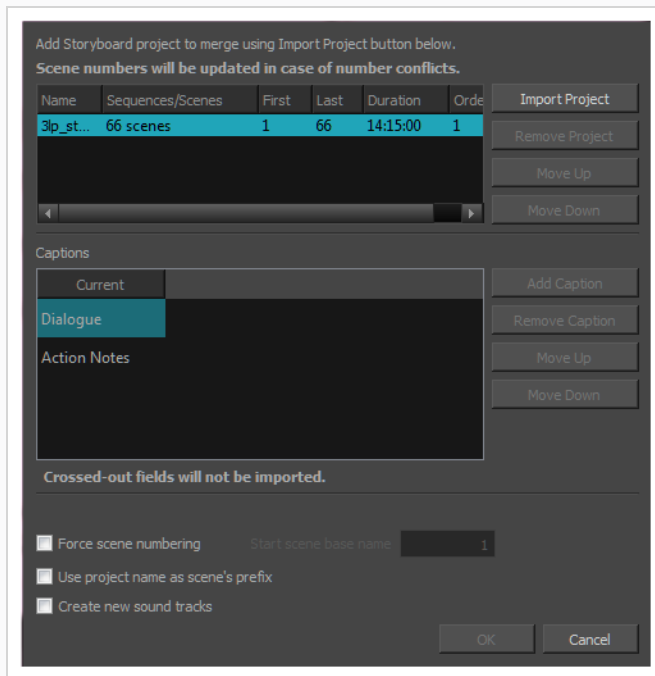 Add Storyboard project to merge using Import Project button below.
Scene numbers will be updated in case of number conflicts.
Name Sequences/Scenes First Last Duration Orde
3lp_st... 66 scenes 1 66 14:15:00 1
Import Project
Remove Project
Move Up
Move Down
Captions
Current
Dialogue
Action Notes
Add Caption
Remove Caption
Move Up
Move Down
Crossed-out fields will not be imported.
Force scene numbering Start scene base name 1
Use project name as scene's prefix
Create new sound tracks
OK Cancel